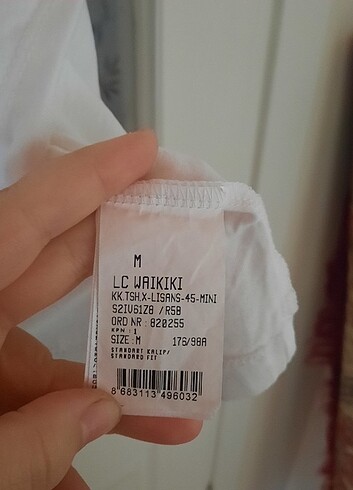 M
LC WAIKIKI
KK.TSH.X-LISANS-45-MINI
S2IV61Z8 /R5B
ORD NR : 820255
KPN : 1
SIZE : M 176/98A
STANDART KALIP/
STANDARD FIT
8 683113 496032